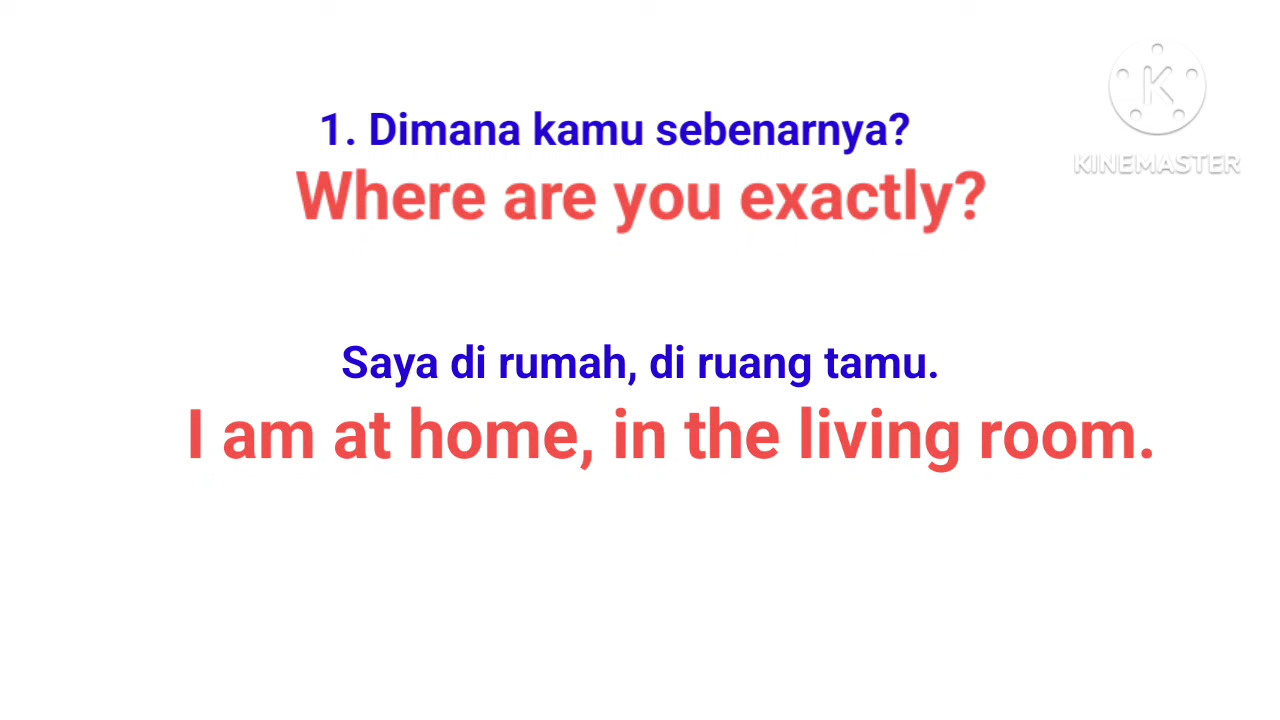 1. Dimana kamu sebenarnya?
Where are you exactly?
Saya di rumah, di ruang tamu.
I am at home, in the living room.
K
KINEMASTER